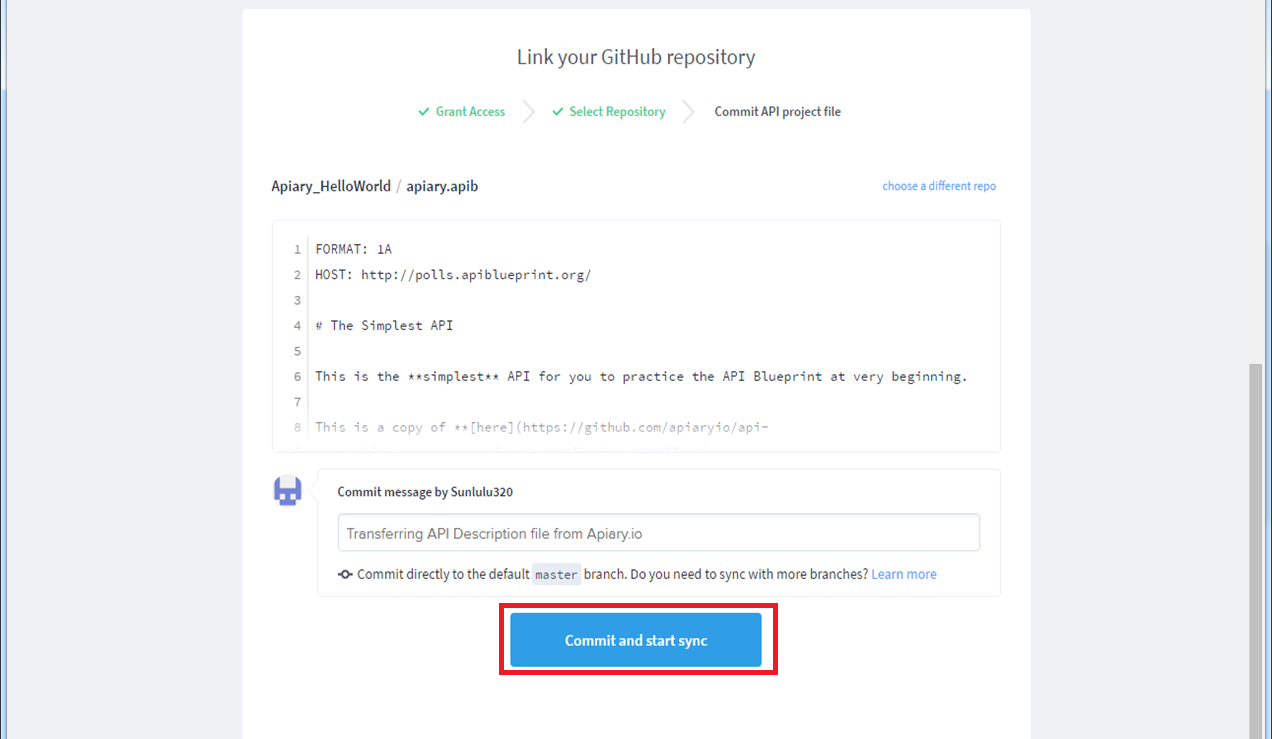 Link your GitHub repository
Grant Access Select Repository Commit API project file
Apiary_HelloWorld / apiary.apib choose a different repo
1 FORMAT: 1A
2 HOST: http://polls.apiblueprint.org/
3
4 # The Simplest API
5
6 This is the **simplest** API for you to practice the API Blueprint at very beginning.
7
8 This is a copy of **[here](https://github.com/apiaryio/api-
Commit message by Sunlulu320
Transferring API Description file from Apiary.io
Commit directly to the default master branch. Do you need to sync with more branches? Learn more
Commit and start sync